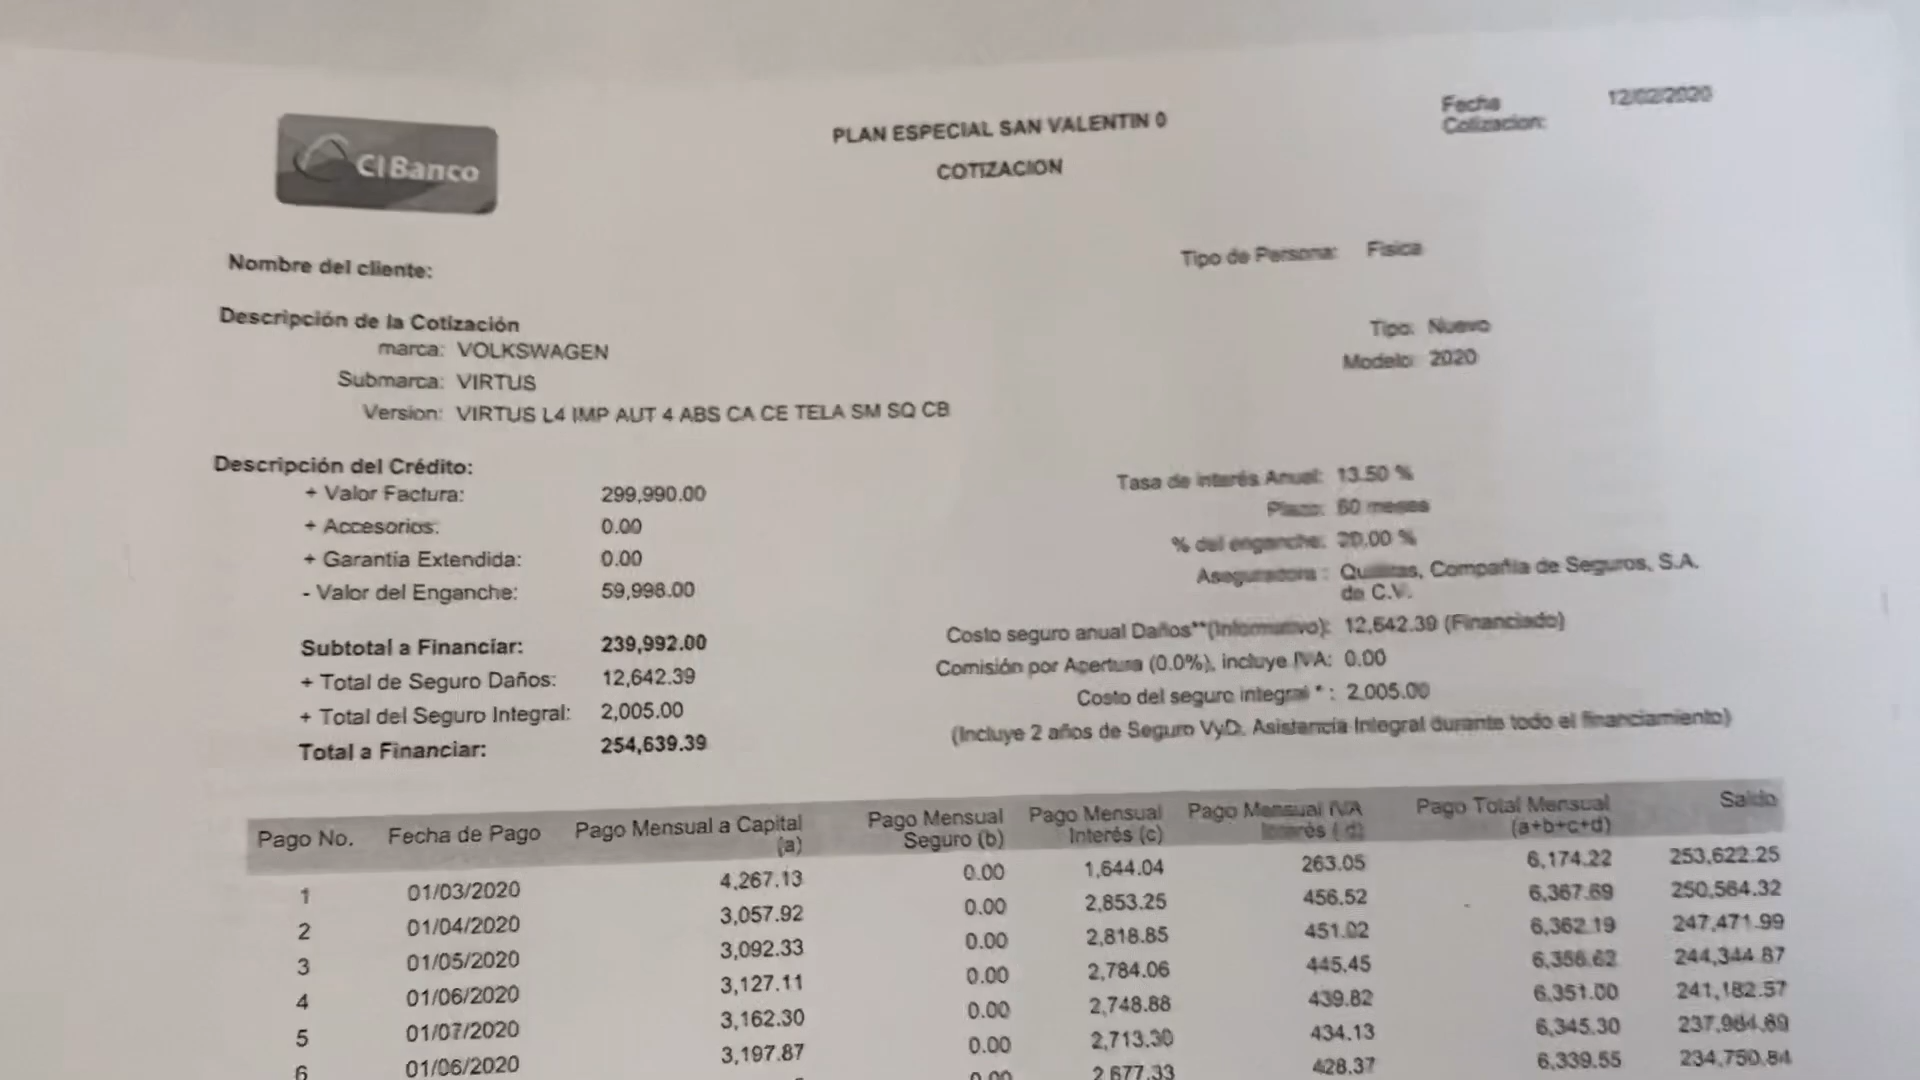 CIBanco
PLAN ESPECIAL SAN VALENTIN 0
COTIZACION
Fecha Cotizacion: 12/02/2020
Nombre del cliente:
Tipo de Persona: Fisica
Descripción de la Cotización
marca: VOLKSWAGEN
Tipo: Nuevo
Submarca: VIRTUS
Modelo: 2020
Version: VIRTUS L4 IMP AUT 4 ABS CA CE TELA SM SQ CB
Descripción del Crédito:
+ Valor Factura: 299,990.00
+ Accesorios: 0.00
+ Garantía Extendida: 0.00
- Valor del Enganche: 59,998.00
Subtotal a Financiar: 239,992.00
+ Total de Seguro Daños: 12,642.39
+ Total del Seguro Integral: 2,005.00
Total a Financiar: 254,639.39
Tasa de interés Anual: 13.50 %
Plazo: 60 meses
% del enganche: 20.00 %
Aseguradora : Quálitas, Compañía de Seguros, S.A.
de C.V.
Costo seguro anual Daños**(Informativo): 12,642.39 (Financiado)
Comisión por Apertura (0.0%), incluye IVA: 0.00
Costo del seguro integral * : 2,005.00
(Incluye 2 años de Seguro VyD. Asistencia Integral durante todo el financiamiento)
Pago No. Fecha de Pago Pago Mensual a Capital (a) Pago Mensual Seguro (b) Pago Mensual Interés (c) Pago Mensual IVA Interés ( d) Pago Total Mensual (a+b+c+d) Saldo
1 01/03/2020 4,267.13 0.00 1,644.04 263.05 6,174.22 253,622.25
2 01/04/2020 3,057.92 0.00 2,853.25 456.52 6,367.69 250,564.32
3 01/05/2020 3,092.33 0.00 2,818.85 451.02 6,362.19 247,471.99
4 01/06/2020 3,127.11 0.00 2,784.06 445.45 6,356.62 244,344.87
5 01/07/2020 3,162.30 0.00 2,748.88 439.82 6,351.00 241,182.57
6 3,197.87 0.00 2,713.30 434.13 6,345.30 237,984.69
0.00 2,677.33 428.37 6,339.55 234,750.84